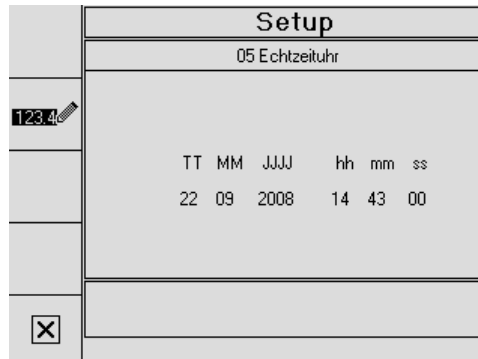 Setup
05 Echtzeituhr
123.4
TT MM JJJJ hh mm ss
22 09 2008 14 43 00